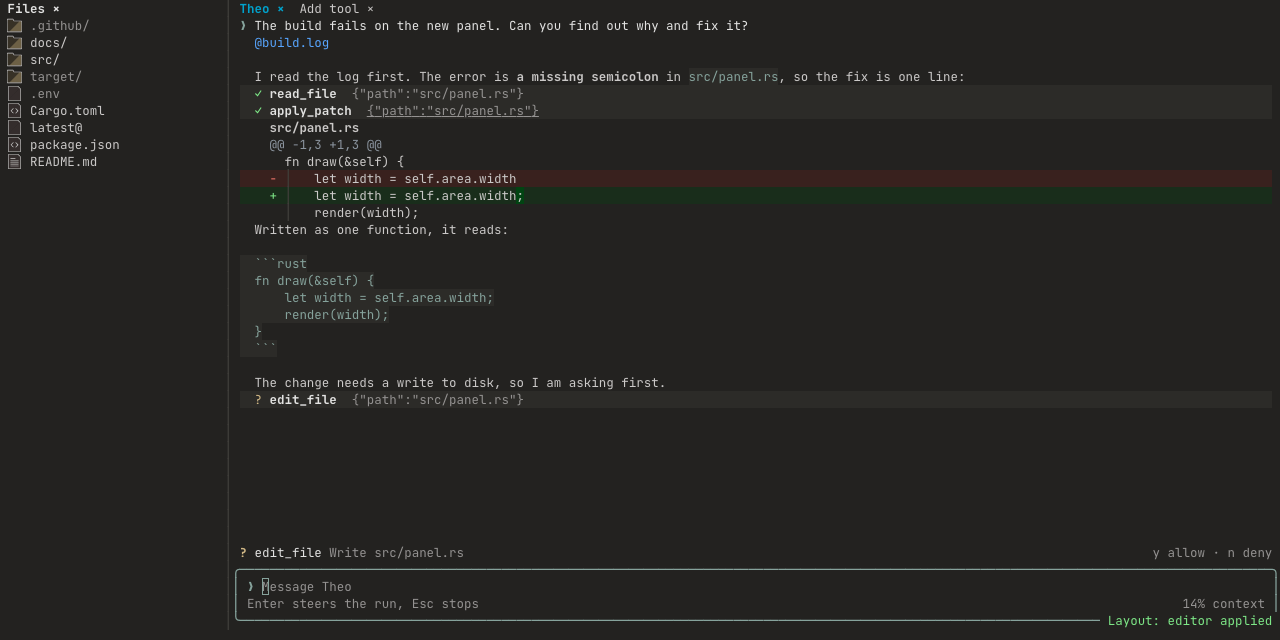 Files ×
.github/
docs/
src/
target/
.env
Cargo.toml
latest@
package.json
README.md
Theo × Add tool ×
❯ The build fails on the new panel. Can you find out why and fix it?
@build.log
I read the log first. The error is a missing semicolon in src/panel.rs, so the fix is one line:
✓ read_file {"path":"src/panel.rs"}
✓ apply_patch {"path":"src/panel.rs"}
src/panel.rs
@@ -1,3 +1,3 @@
fn draw(&self) {
- let width = self.area.width
+ let width = self.area.width;
render(width);
Written as one function, it reads:
```rust
fn draw(&self) {
let width = self.area.width;
render(width);
}
```
The change needs a write to disk, so I am asking first.
? edit_file {"path":"src/panel.rs"}
? edit_file Write src/panel.rs y allow · n deny
❯ Message Theo
Enter steers the run, Esc stops 14% context
Layout: editor applied